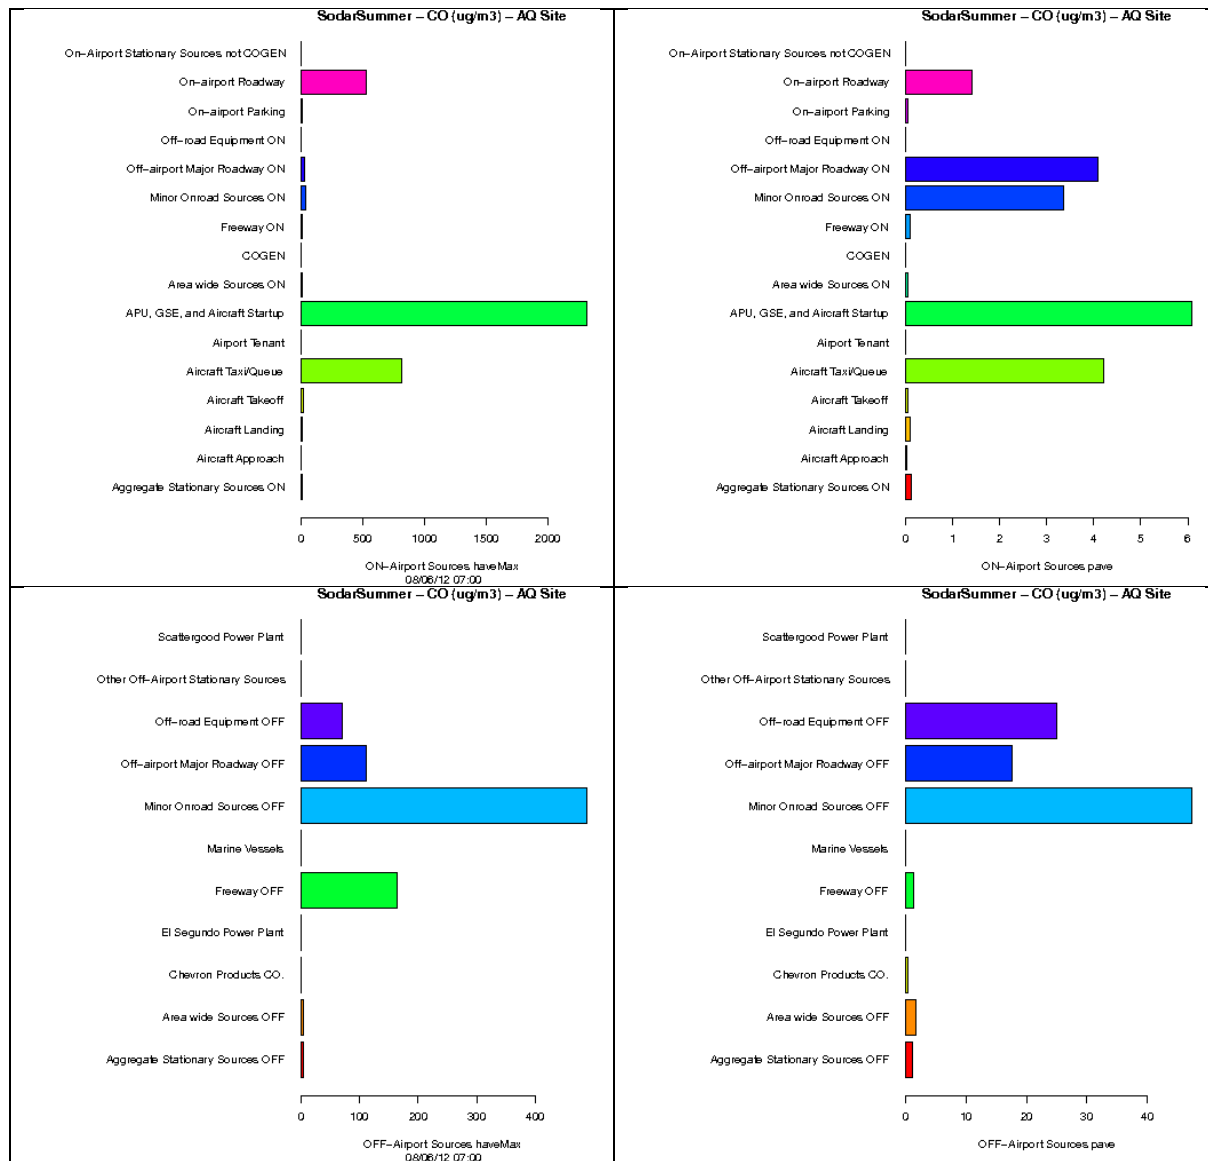 SodarSummer – CO (ug/m3) – AQ Site
On–Airport Stationary Sources not COGEN
On–airport Roadway
On–airport Parking
Off–road Equipment ON
Off–airport Major Roadway ON
Minor Onroad Sources ON
Freeway ON
COGEN
Area wide Sources ON
APU, GSE, and Aircraft Startup
Airport Tenant
Aircraft Taxi/Queue
Aircraft Takeoff
Aircraft Landing
Aircraft Approach
Aggregate Stationary Sources ON
0 500 1000 1500 2000
ON–Airport Sources haveMax
08/06/12 07:00
SodarSummer – CO (ug/m3) – AQ Site
On–Airport Stationary Sources not COGEN
On–airport Roadway
On–airport Parking
Off–road Equipment ON
Off–airport Major Roadway ON
Minor Onroad Sources ON
Freeway ON
COGEN
Area wide Sources ON
APU, GSE, and Aircraft Startup
Airport Tenant
Aircraft Taxi/Queue
Aircraft Takeoff
Aircraft Landing
Aircraft Approach
Aggregate Stationary Sources ON
0 1 2 3 4 5 6
ON–Airport Sources pave
SodarSummer – CO (ug/m3) – AQ Site
Scattergood Power Plant
Other Off–Airport Stationary Sources
Off–road Equipment OFF
Off–airport Major Roadway OFF
Minor Onroad Sources OFF
Marine Vessels
Freeway OFF
El Segundo Power Plant
Chevron Products CO.
Area wide Sources OFF
Aggregate Stationary Sources OFF
0 100 200 300 400
OFF–Airport Sources haveMax
08/06/12 07:00
SodarSummer – CO (ug/m3) – AQ Site
Scattergood Power Plant
Other Off–Airport Stationary Sources
Off–road Equipment OFF
Off–airport Major Roadway OFF
Minor Onroad Sources OFF
Marine Vessels
Freeway OFF
El Segundo Power Plant
Chevron Products CO.
Area wide Sources OFF
Aggregate Stationary Sources OFF
0 10 20 30 40
OFF–Airport Sources pave